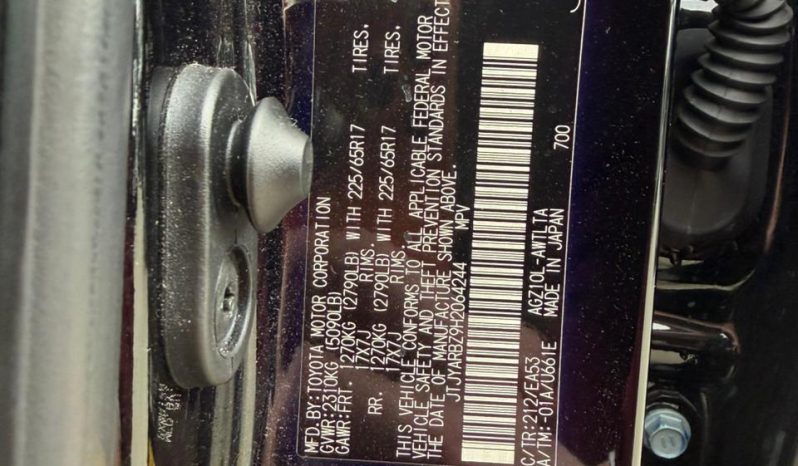 MFD.BY:TOYOTA MOTOR CORPORATION
GVWR:2310KG (5090LB)
GAWR:FRT. 1270KG (2790LB) WITH 225/65R17 TIRES.
17X7J RIMS.
RR. 1270KG (2790LB) WITH 225/65R17 TIRES.
17X7J RIMS.
THIS VEHICLE CONFORMS TO ALL APPLICABLE FEDERAL MOTOR
VEHICLE SAFETY AND THEFT PREVENTION STANDARDS IN EFFECT
THE DATE OF MANUFACTURE SHOWN ABOVE.
JTJYARBZ9H2064244 MPV
700
C/TR:212/EA53 AGZ10L-AWTLTA
A/TM:-01A/U661E MADE IN JAPAN